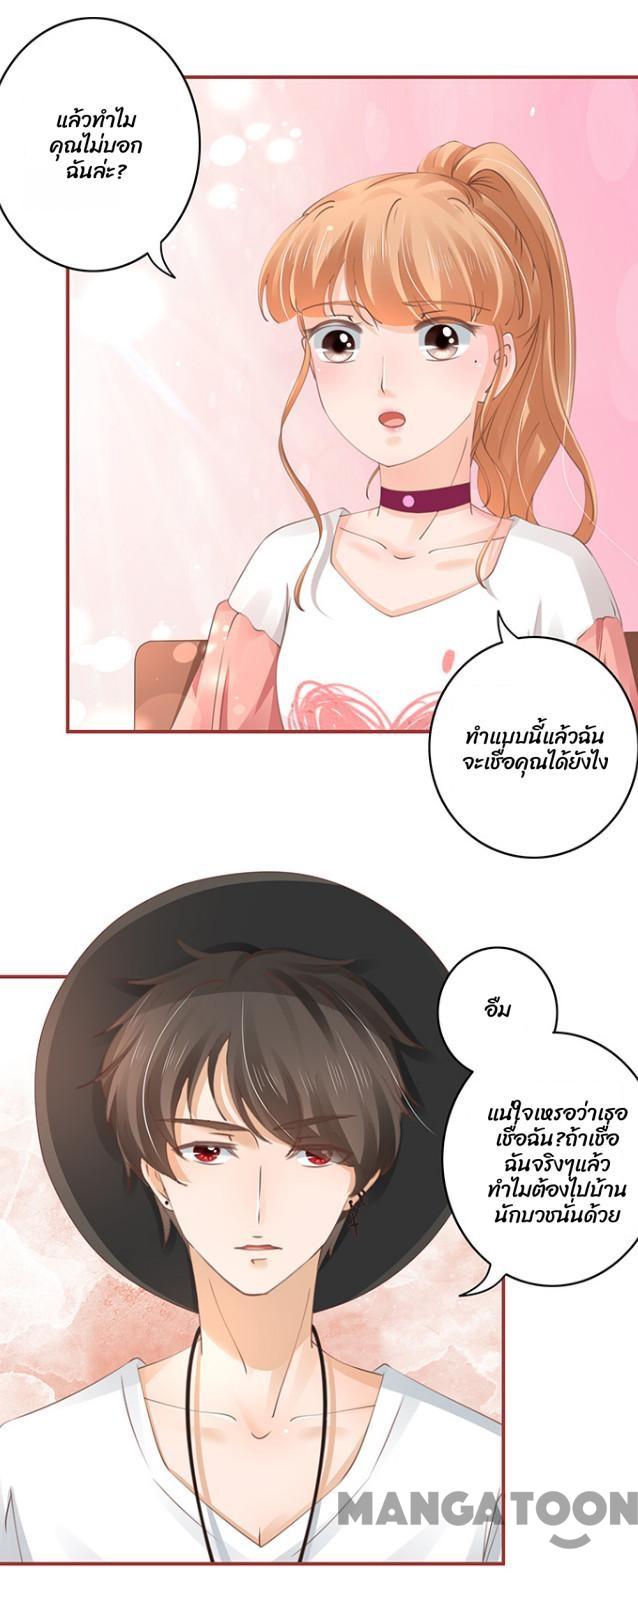 แล้วทำไม
คุณไม่บอก
ฉันล่ะ?
ทำแบบนี้แล้วฉัน
จะเชื่อคุณได้ยังไง
อืม
แน่ใจเหรอว่าเธอ
เชื่อฉัน?ถ้าเชื่อ
ฉันจริงๆแล้ว
ทำไมต้องไปบ้าน
นักบวชนั่นด้วย
MANGATOON